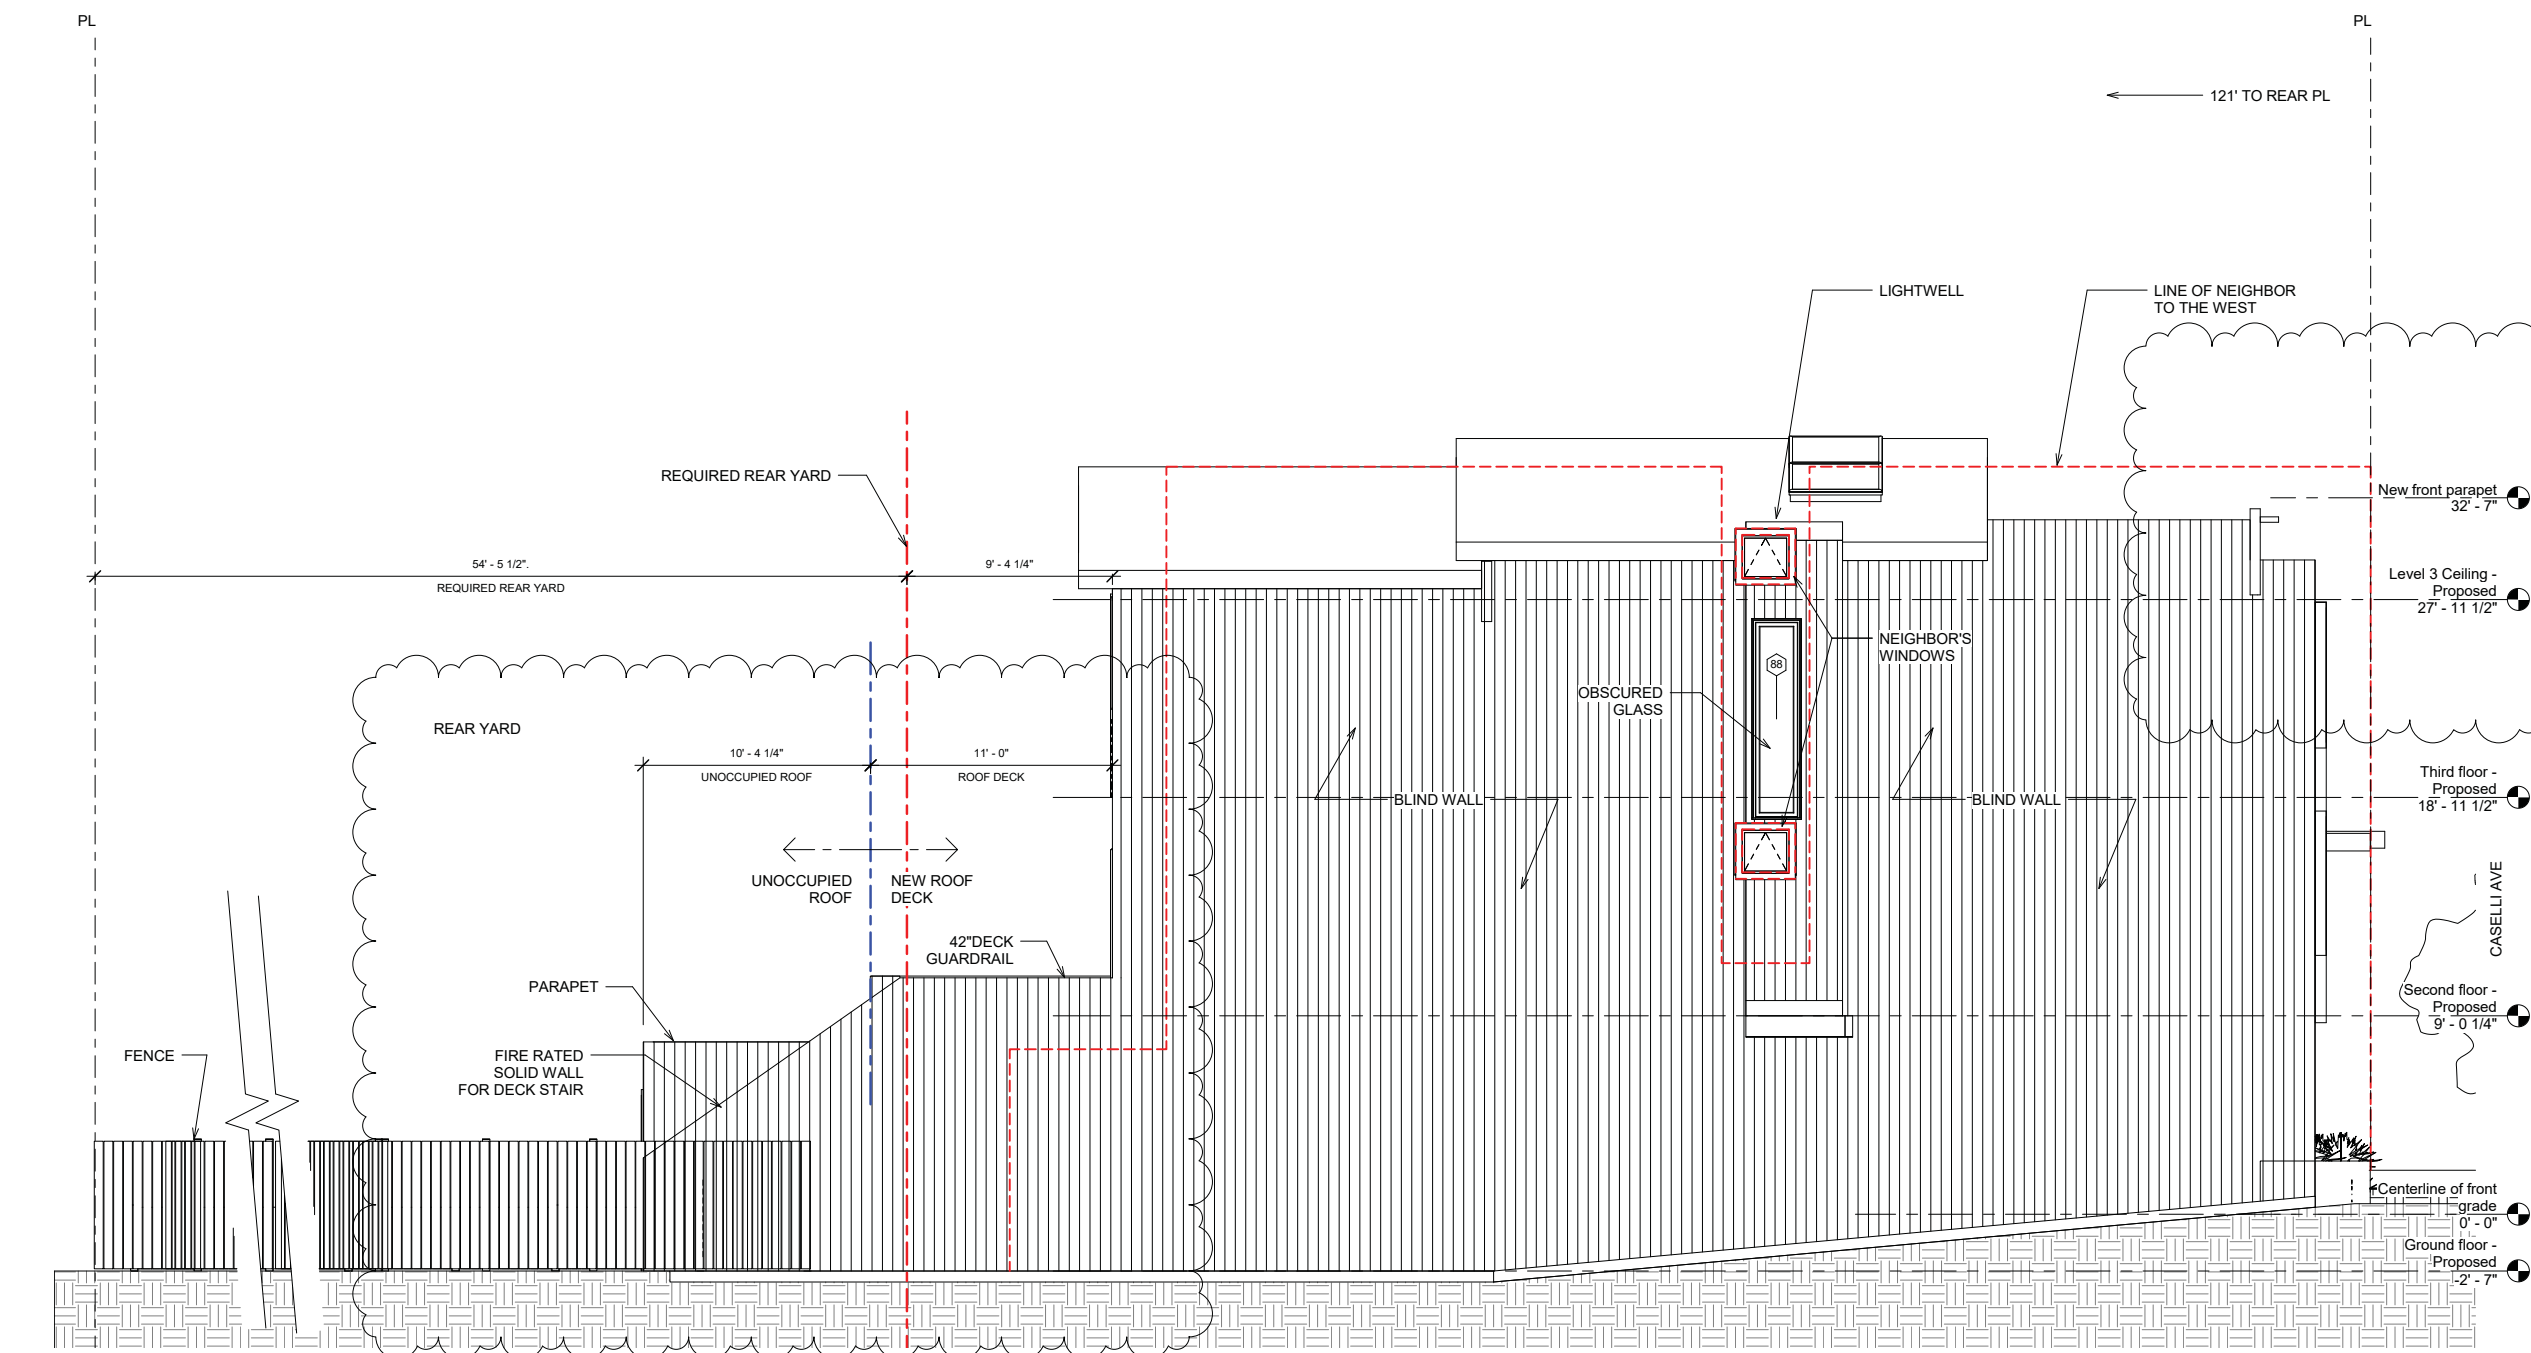 PL
PL
121' TO REAR PL
LIGHTWELL
LINE OF NEIGHBOR
TO THE WEST
REQUIRED REAR YARD
New front parapet
32' - 7"
54' - 5 1/2".
REQUIRED REAR YARD
9' - 4 1/4"
Level 3 Ceiling -
Proposed
27' - 11 1/2"
NEIGHBOR'S
WINDOWS
88
OBSCURED
GLASS
REAR YARD
10' - 4 1/4"
UNOCCUPIED ROOF
11' - 0"
ROOF DECK
BLIND WALL
BLIND WALL
Third floor -
Proposed
18' - 11 1/2"
UNOCCUPIED
ROOF
NEW ROOF
DECK
CASELLI AVE
42"DECK
GUARDRAIL
PARAPET
Second floor -
Proposed
9' - 0 1/4"
FENCE
FIRE RATED
SOLID WALL
FOR DECK STAIR
Centerline of front
grade
0' - 0"
Ground floor -
Proposed
-2' - 7"